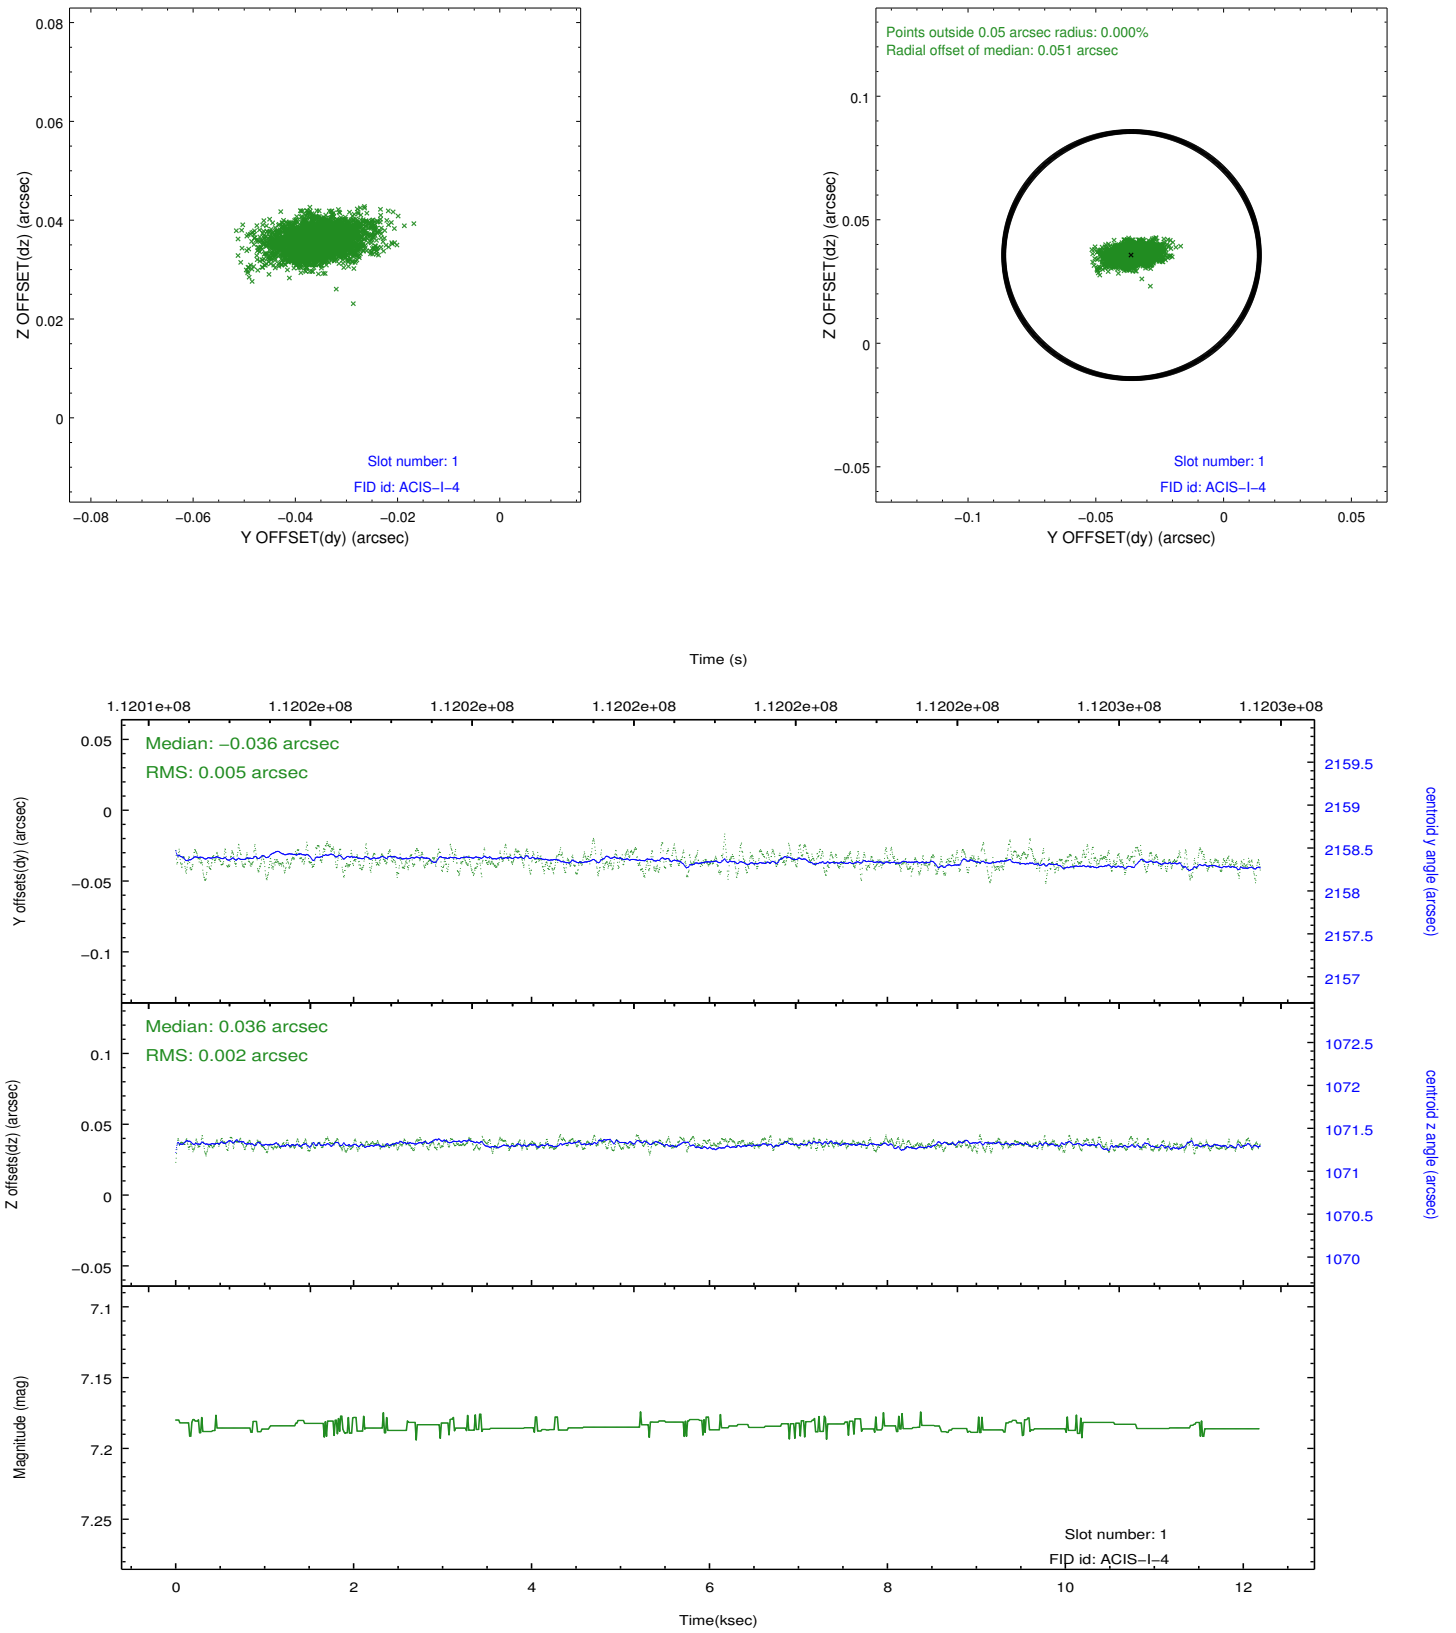 0.08
0.06
0.04
0.02
0
Z OFFSET(dz) (arcsec)
Slot number: 1
FID id: ACIS−I−4
−0.08
−0.06
−0.04
−0.02
0
Y OFFSET(dy) (arcsec)
Points outside 0.05 arcsec radius: 0.000%
Radial offset of median: 0.051 arcsec
0.1
0.05
0
−0.05
Z OFFSET(dz) (arcsec)
Slot number: 1
FID id: ACIS−I−4
−0.1
−0.05
0
0.05
Y OFFSET(dy) (arcsec)
Time (s)
1.1201e+08
1.1202e+08
1.1202e+08
1.1202e+08
1.1202e+08
1.1202e+08
1.1203e+08
1.1203e+08
Median: −0.036 arcsec
RMS: 0.005 arcsec
0.05
0
−0.05
−0.1
Y offsets(dy) (arcsec)
2159.5
2159
2158.5
2158
2157.5
2157
centroid y angle (arcsec)
Median: 0.036 arcsec
RMS: 0.002 arcsec
0.1
0.05
0
−0.05
Z offsets(dz) (arcsec)
1072.5
1072
1071.5
1071
1070.5
1070
centroid z angle (arcsec)
7.1
7.15
7.2
7.25
Magnitude (mag)
Slot number: 1
FID id: ACIS−I−4
0
2
4
6
8
10
12
Time(ksec)